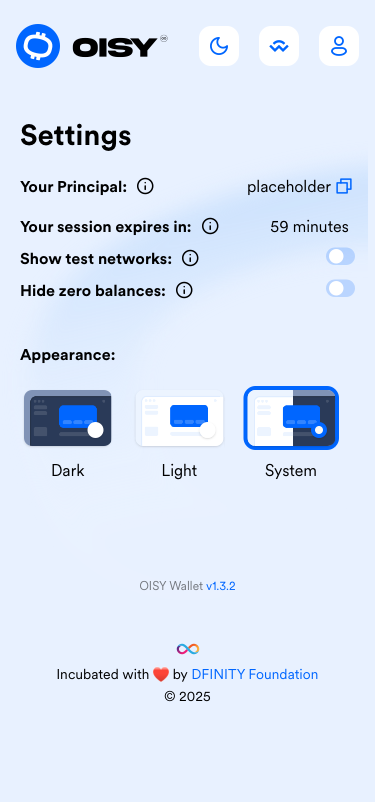 OISY
Settings
Your Principal: placeholder
Your session expires in: 59 minutes
Show test networks:
Hide zero balances:
Appearance:
Dark Light System
OISY Wallet v1.3.2
Incubated with ❤️ by DFINITY Foundation
© 2025